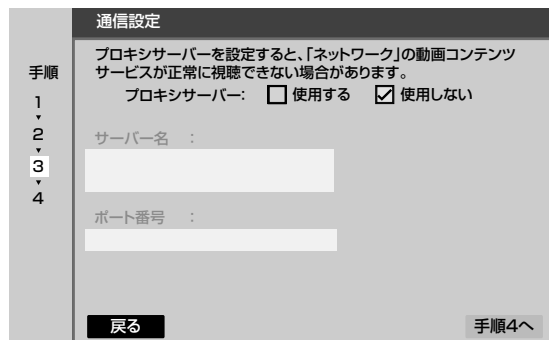 通信設定
手順
1
2
3
4
プロキシサーバーを設定すると、「ネットワーク」の動画コンテンツ
サービスが正常に視聴できない場合があります。
プロキシサーバー: 使用する 使用しない
サーバー名 :
ポート番号 :
戻る
手順4へ